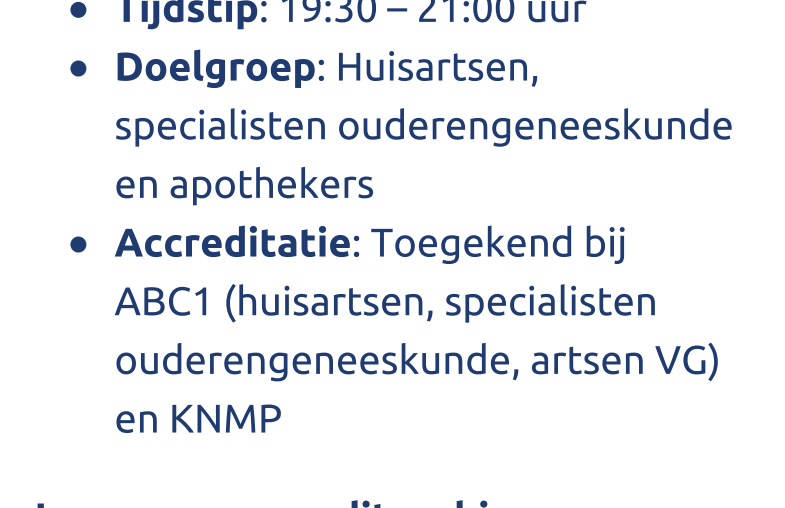 • Tijdstip: 19:30 – 21:00 uur
• Doelgroep: Huisartsen,
specialisten ouderengeneeskunde
en apothekers
• Accreditatie: Toegekend bij
ABC1 (huisartsen, specialisten
ouderengeneeskunde, artsen VG)
en KNMP